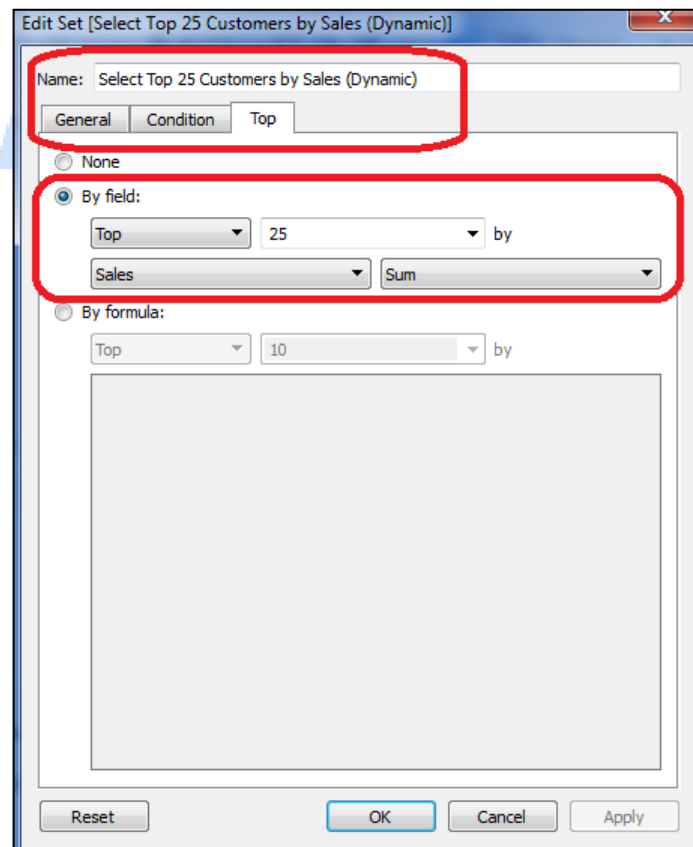 Edit Set [Select Top 25 Customers by Sales (Dynamic)]
Name: Select Top 25 Customers by Sales (Dynamic)
General Condition Top
None
By field:
Top 25 by
Sales Sum
By formula:
Top 10 by
Reset OK Cancel Apply